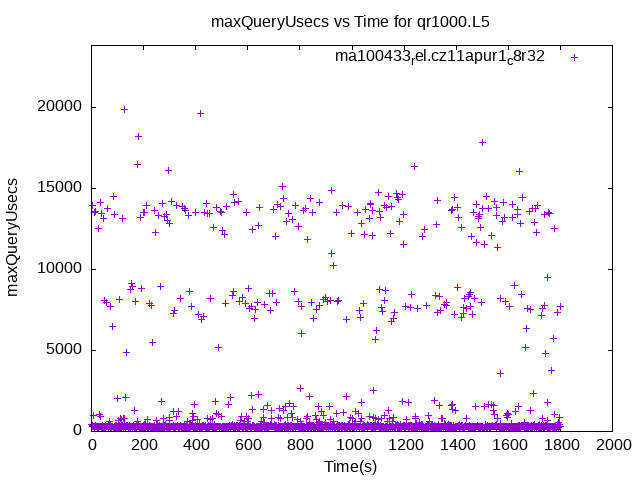 maxQueryUsecs vs Time for qr1000.L5
ma100433_rel.cz11apur1_c8r32
maxQueryUsecs
20000
15000
10000
5000
0
0 200 400 600 800 1000 1200 1400 1600 1800 2000
Time(s)